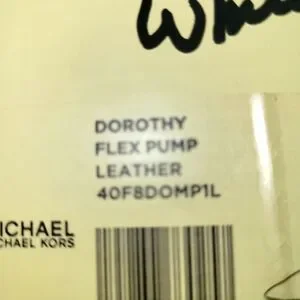 DOROTHY
FLEX PUMP
LEATHER
40F8DOMP1L
MICHAEL
MICHAEL KORS